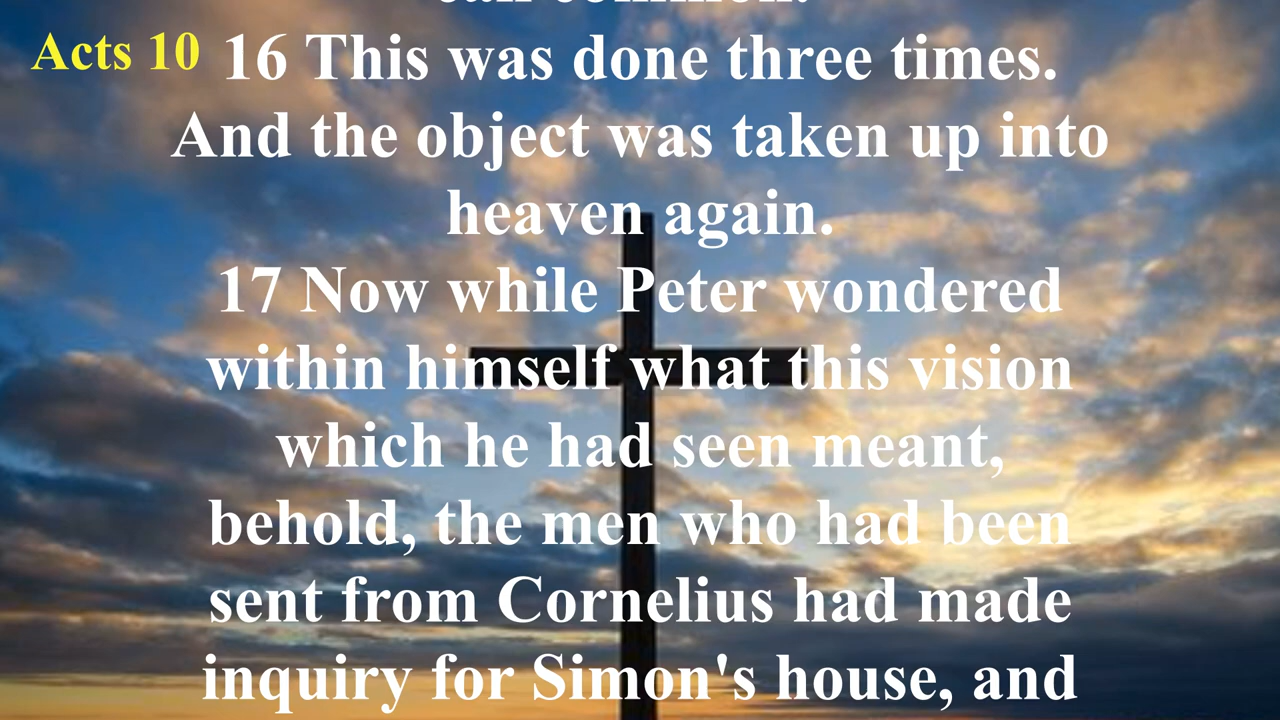 call common."
Acts 10
16 This was done three times.
And the object was taken up into
heaven again.
17 Now while Peter wondered
within himself what this vision
which he had seen meant,
behold, the men who had been
sent from Cornelius had made
inquiry for Simon's house, and